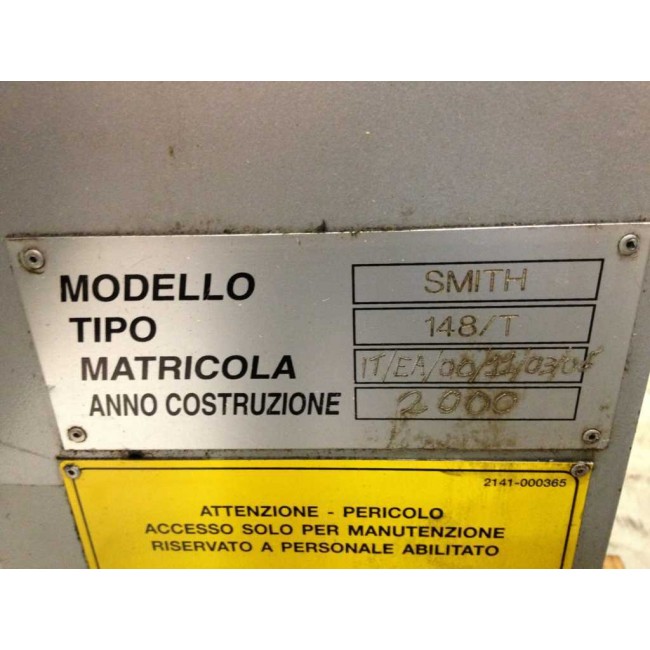 MODELLO SMITH
TIPO 148/T
MATRICOLA
ANNO COSTRUZIONE 2000
2141-000365
ATTENZIONE - PERICOLO
ACCESSO SOLO PER MANUTENZIONE
RISERVATO A PERSONALE ABILITATO